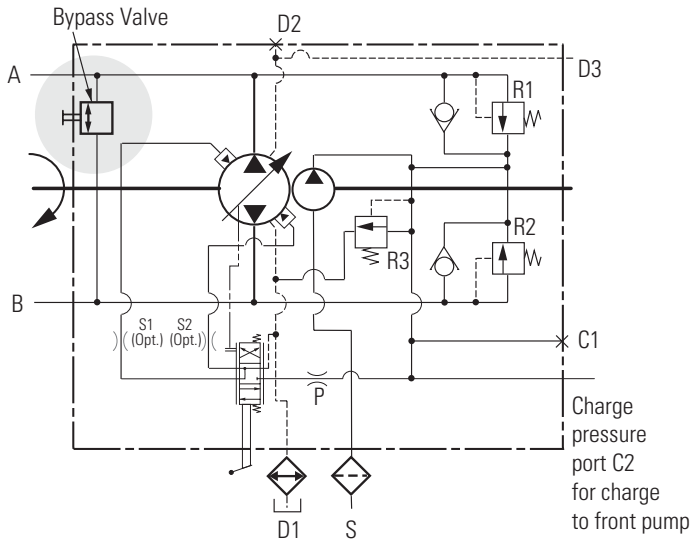 Bypass Valve
D2
D3
A
R1
R2
R3
B
S1
(Opt.)
S2
(Opt.)
C1
P
Charge
pressure
port C2
for charge
to front pump
D1
S